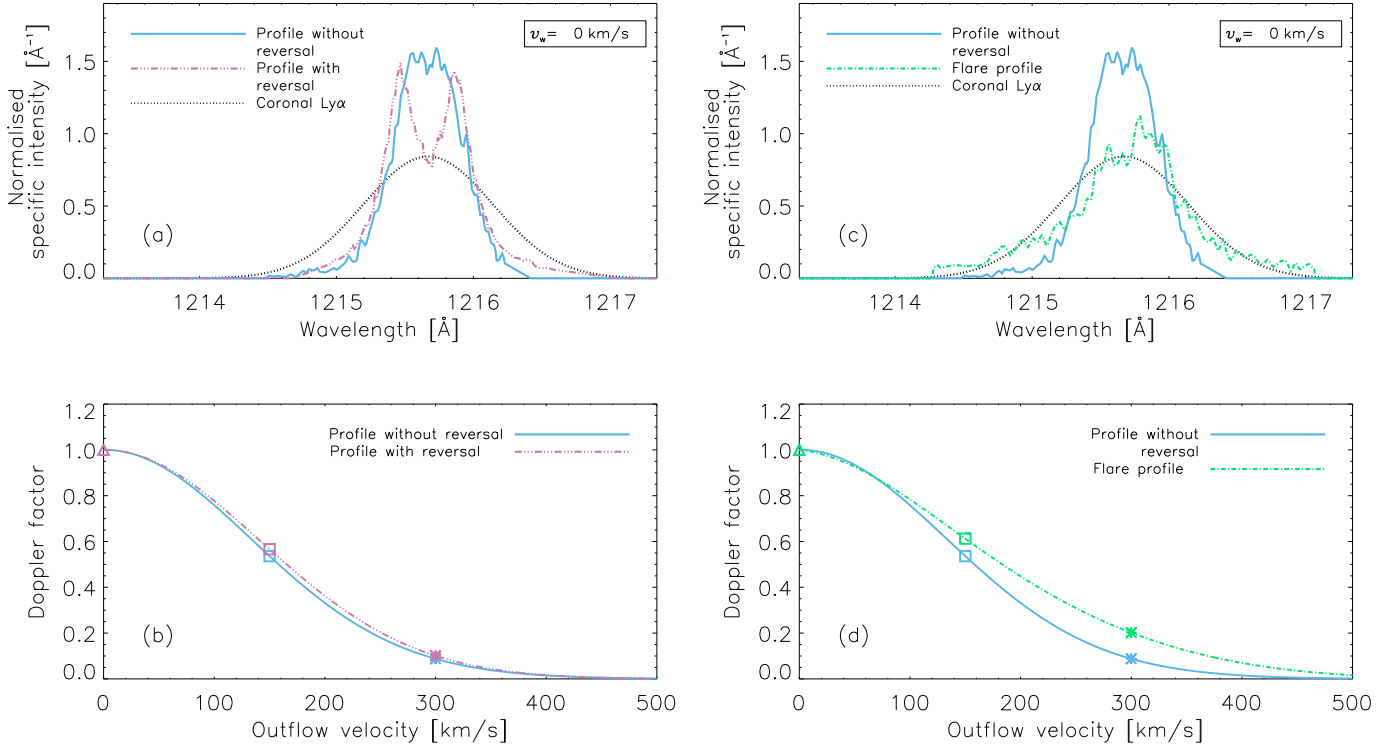 Profile without
reversal
Profile with
reversal
Coronal Lyα
v_w= 0 km/s
Normalised
specific intensity [Å⁻¹]
2.0
1.5
1.0
0.5
0.0
(a)
1214 1215 1216 1217
Wavelength [Å]
Profile without
reversal
Flare profile
Coronal Lyα
v_w= 0 km/s
Normalised
specific intensity [Å⁻¹]
2.0
1.5
1.0
0.5
0.0
(c)
1214 1215 1216 1217
Wavelength [Å]
Profile without reversal
Profile with reversal
Doppler factor
1.2
1.0
0.8
0.6
0.4
0.2
0.0
(b)
0 100 200 300 400 500
Outflow velocity [km/s]
Profile without
reversal
Flare profile
Doppler factor
1.2
1.0
0.8
0.6
0.4
0.2
0.0
(d)
0 100 200 300 400 500
Outflow velocity [km/s]